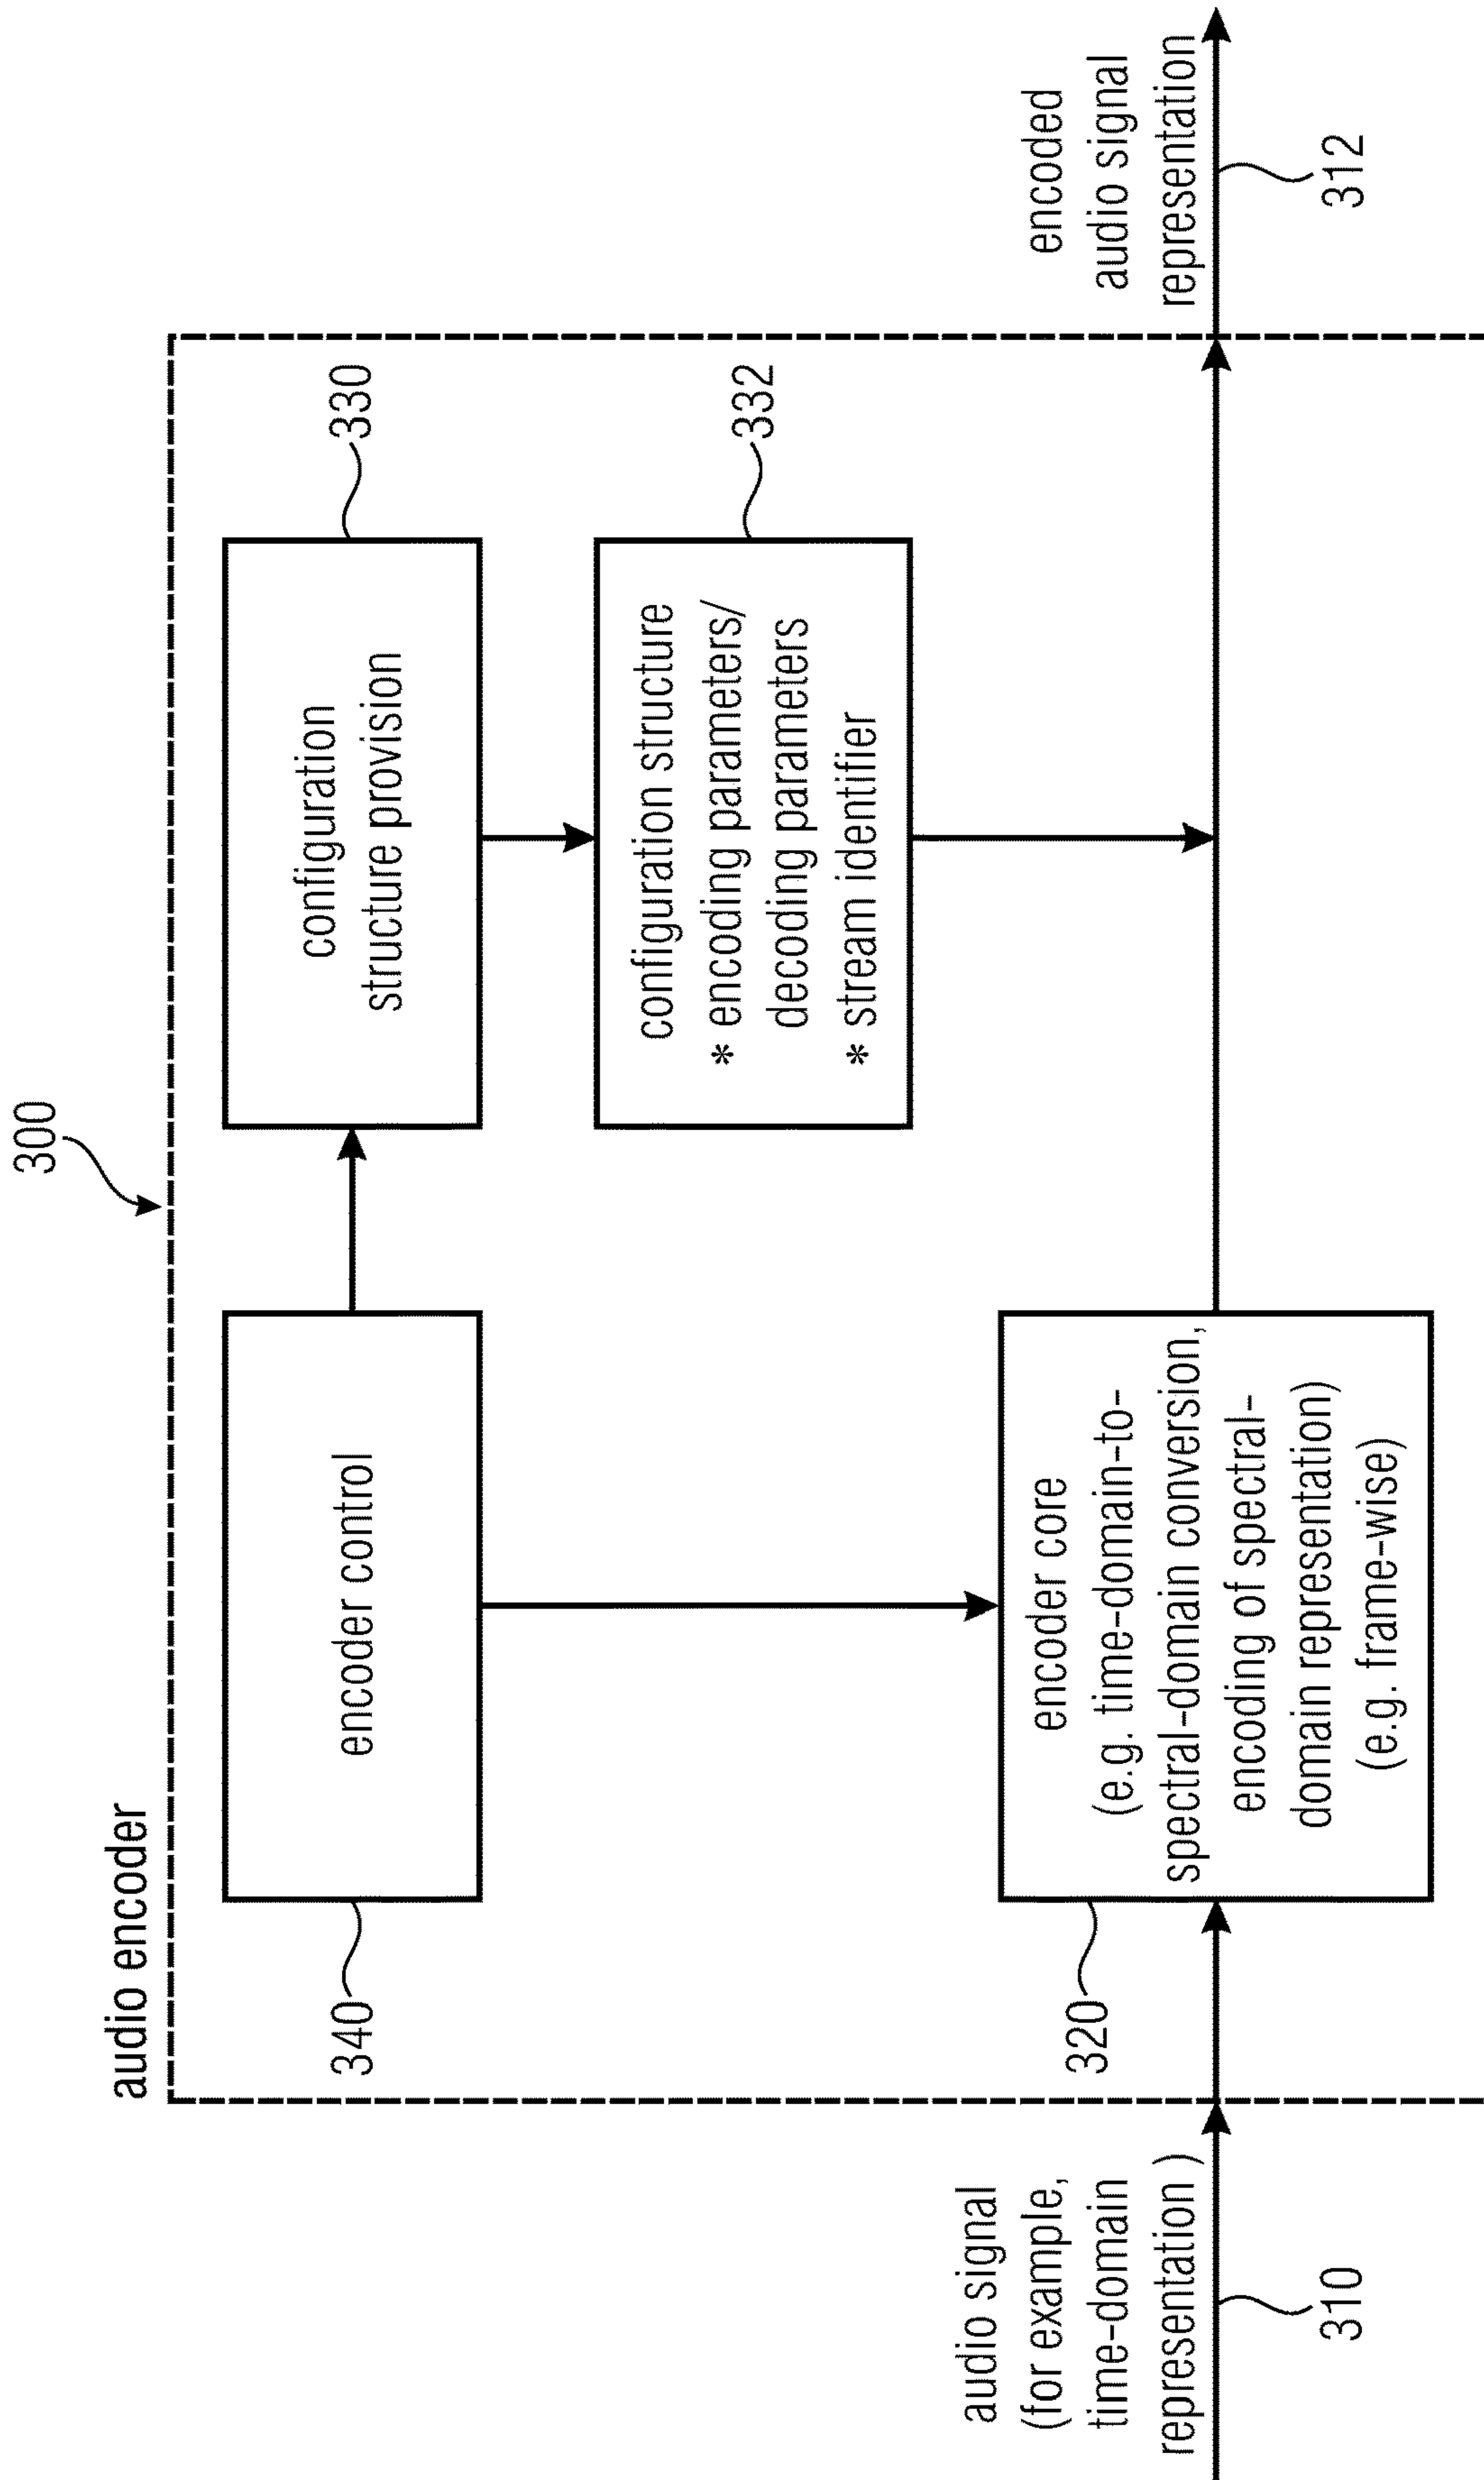 300
audio encoder
340
encoder control
330
configuration
structure provision
332
configuration structure
* encoding parameters/
decoding parameters
* stream identifier
audio signal
(for example,
time-domain
representation )
310
320
encoder core
(e.g. time-domain-to-
spectral-domain conversion,
encoding of spectral-
domain representation)
(e.g. frame-wise)
encoded
audio signal
representation
312